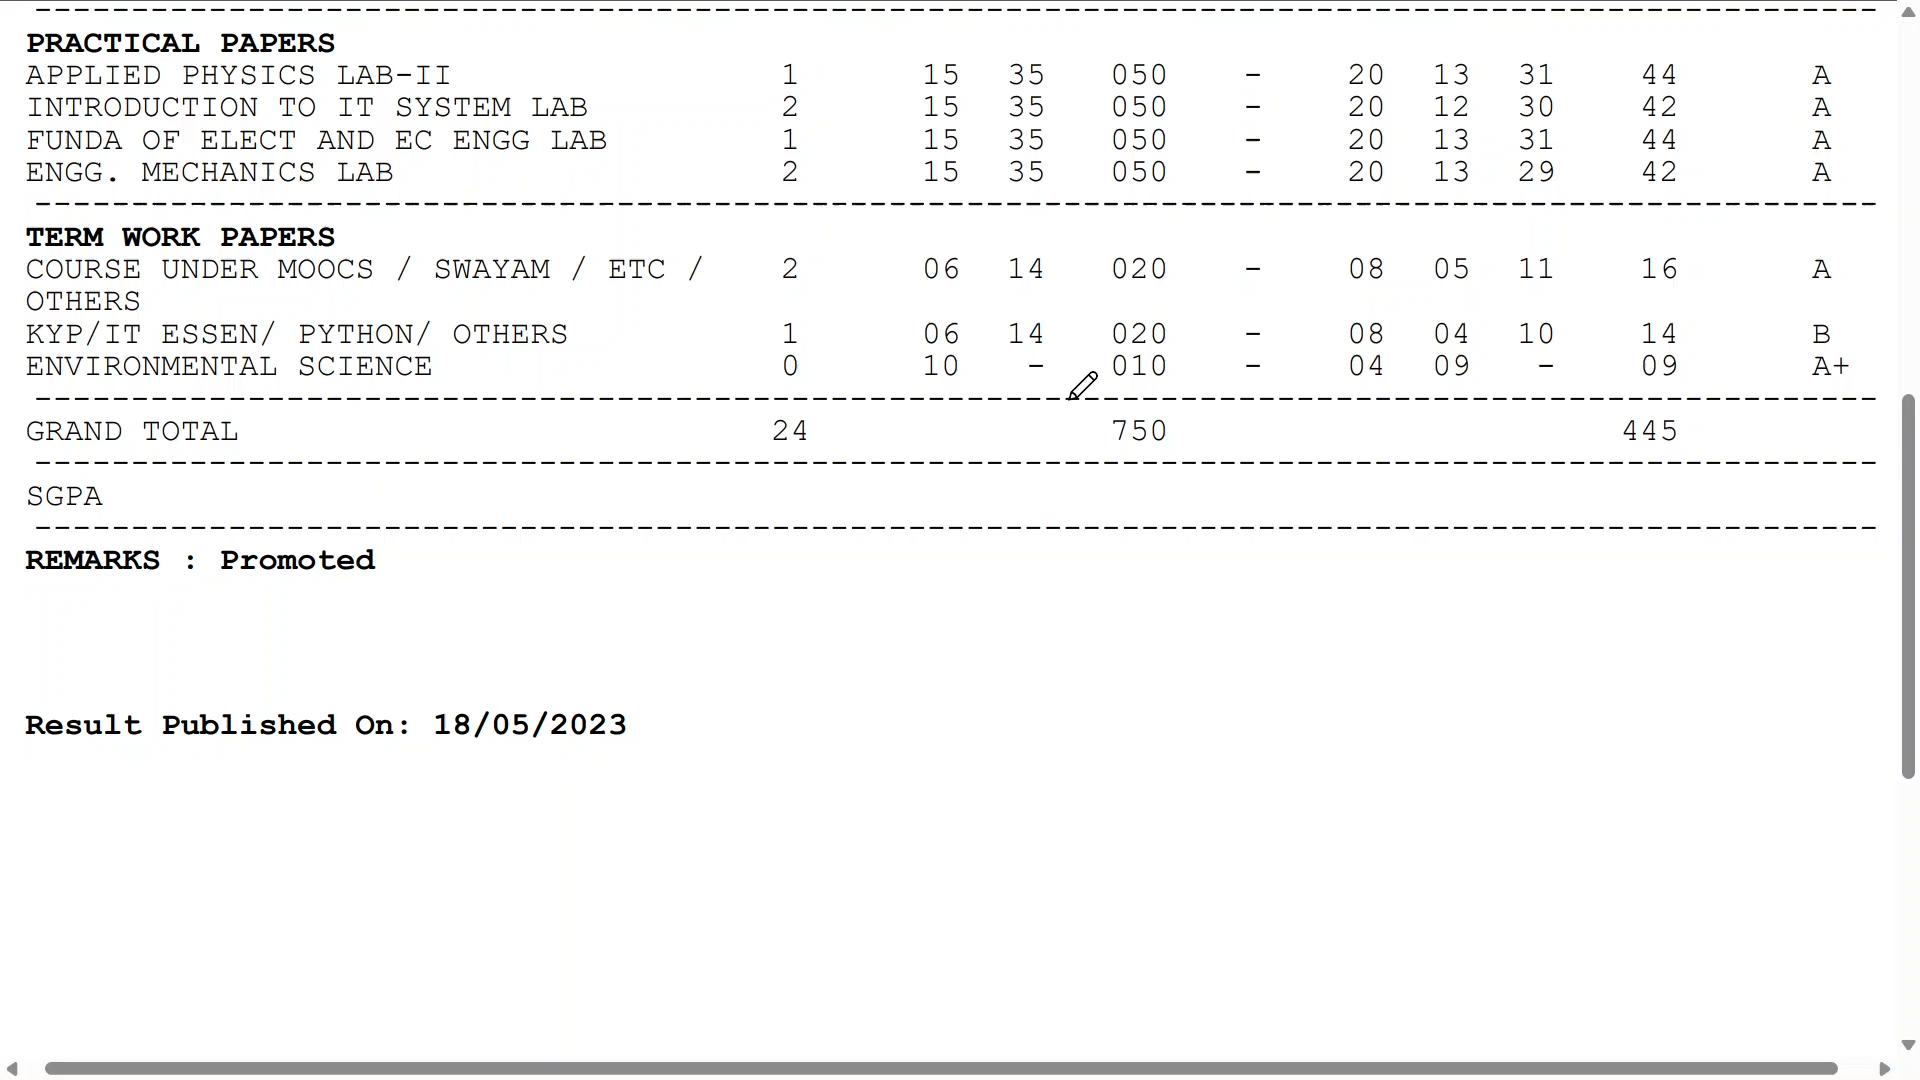 PRACTICAL PAPERS
APPLIED PHYSICS LAB-II 1 15 35 050 - 20 13 31 44 A
INTRODUCTION TO IT SYSTEM LAB 2 15 35 050 - 20 12 30 42 A
FUNDA OF ELECT AND EC ENGG LAB 1 15 35 050 - 20 13 31 44 A
ENGG. MECHANICS LAB 2 15 35 050 - 20 13 29 42 A
TERM WORK PAPERS
COURSE UNDER MOOCS / SWAYAM / ETC / 2 06 14 020 - 08 05 11 16 A
OTHERS
KYP/IT ESSEN/ PYTHON/ OTHERS 1 06 14 020 - 08 04 10 14 B
ENVIRONMENTAL SCIENCE 0 10 - 010 - 04 09 - 09 A+
GRAND TOTAL 24 750 445
SGPA
REMARKS : Promoted
Result Published On: 18/05/2023